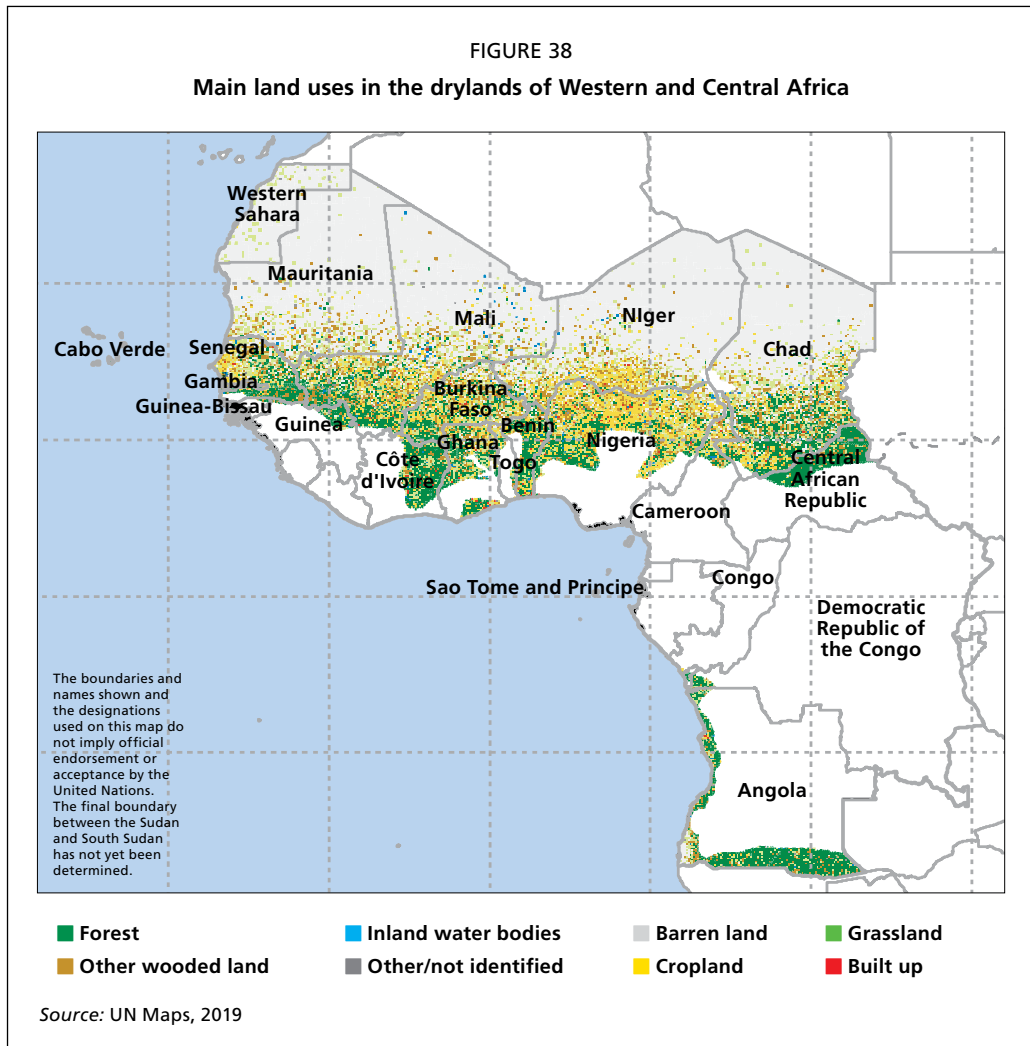 FIGURE 38
Main land uses in the drylands of Western and Central Africa
Western
Sahara
Mauritania
Mali
NIger
Chad
Cabo Verde
Senegal
Gambia
Guinea-Bissau
Guinea
Burkina
Faso
Benin
Ghana
Togo
Nigeria
Côte
d'Ivoire
Central
African
Republic
Cameroon
Sao Tome and Principe
Congo
Democratic
Republic of
the Congo
Angola
The boundaries and
names shown and
the designations
used on this map do
not imply official
endorsement or
acceptance by the
United Nations.
The final boundary
between the Sudan
and South Sudan
has not yet been
determined.
Forest
Inland water bodies
Barren land
Grassland
Other wooded land
Other/not identified
Cropland
Built up
Source: UN Maps, 2019